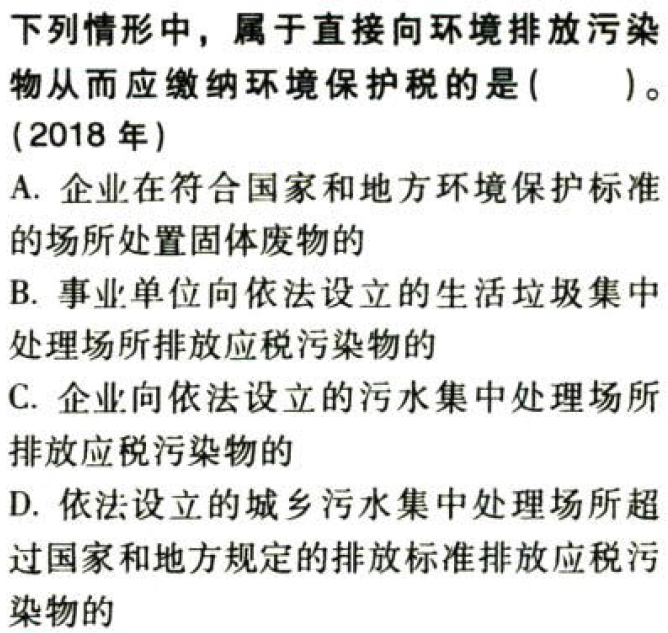 下列情形中，属于直接向环境排放污染
物从而应缴纳环境保护税的是(　　)。
(2018 年)
A. 企业在符合国家和地方环境保护标准
的场所处置固体废物的
B. 事业单位向依法设立的生活垃圾集中
处理场所排放应税污染物的
C. 企业向依法设立的污水集中处理场所
排放应税污染物的
D. 依法设立的城乡污水集中处理场所超
过国家和地方规定的排放标准排放应税污
染物的